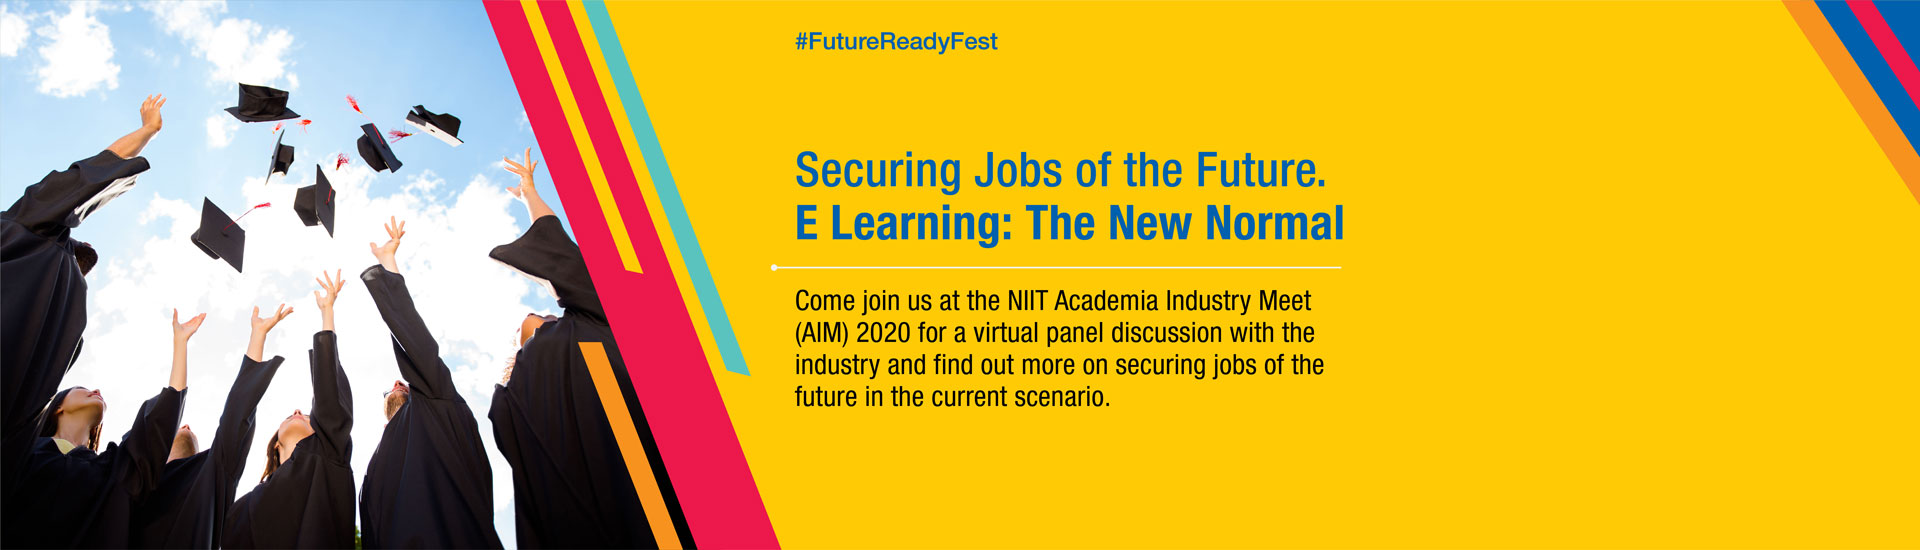 #FutureReadyFest
Securing Jobs of the Future.
E Learning: The New Normal
Come join us at the NIIT Academia Industry Meet
(AIM) 2020 for a virtual panel discussion with the
industry and find out more on securing jobs of the
future in the current scenario.